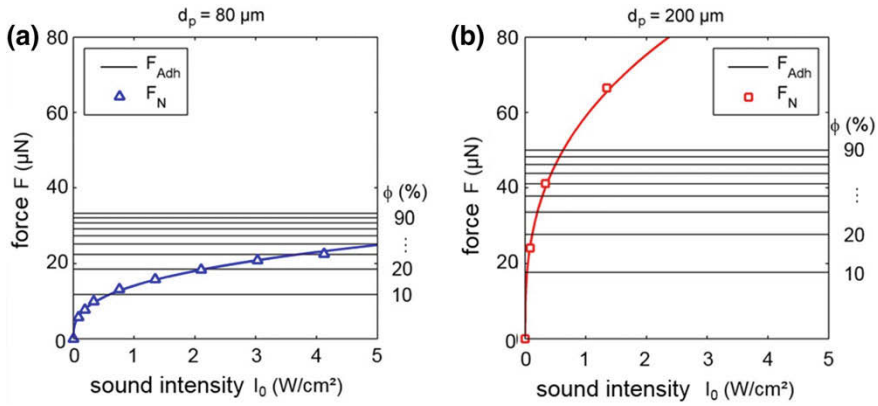 (a)
d_p = 80 µm
80
60
40
20
0
force F (µN)
F_Adh
F_N
ϕ (%)
90
⋮
20
10
0 1 2 3 4 5
sound intensity I_0 (W/cm²)
(b)
d_p = 200 µm
80
60
40
20
0
force F (µN)
F_Adh
F_N
ϕ (%)
90
⋮
20
10
0 1 2 3 4 5
sound intensity I_0 (W/cm²)